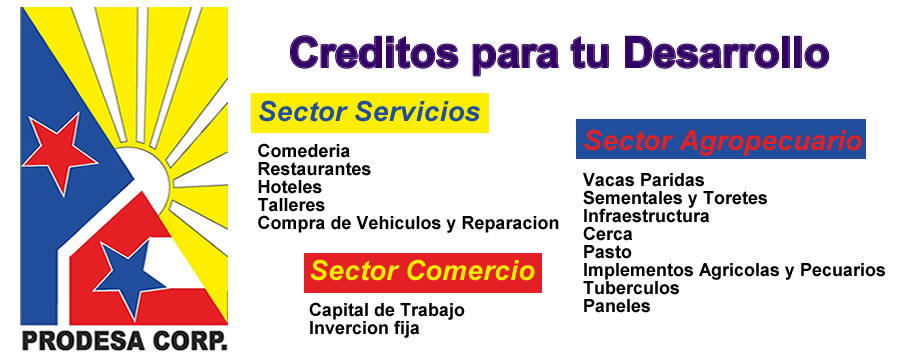 Creditos para tu Desarrollo
Sector Servicios
Comederia
Restaurantes
Hoteles
Talleres
Compra de Vehiculos y Reparacion
Sector Comercio
Capital de Trabajo
Invercion fija
Sector Agropecuario
Vacas Paridas
Sementales y Toretes
Infraestructura
Cerca
Pasto
Implementos Agricolas y Pecuarios
Tuberculos
Paneles
PRODESA CORP.